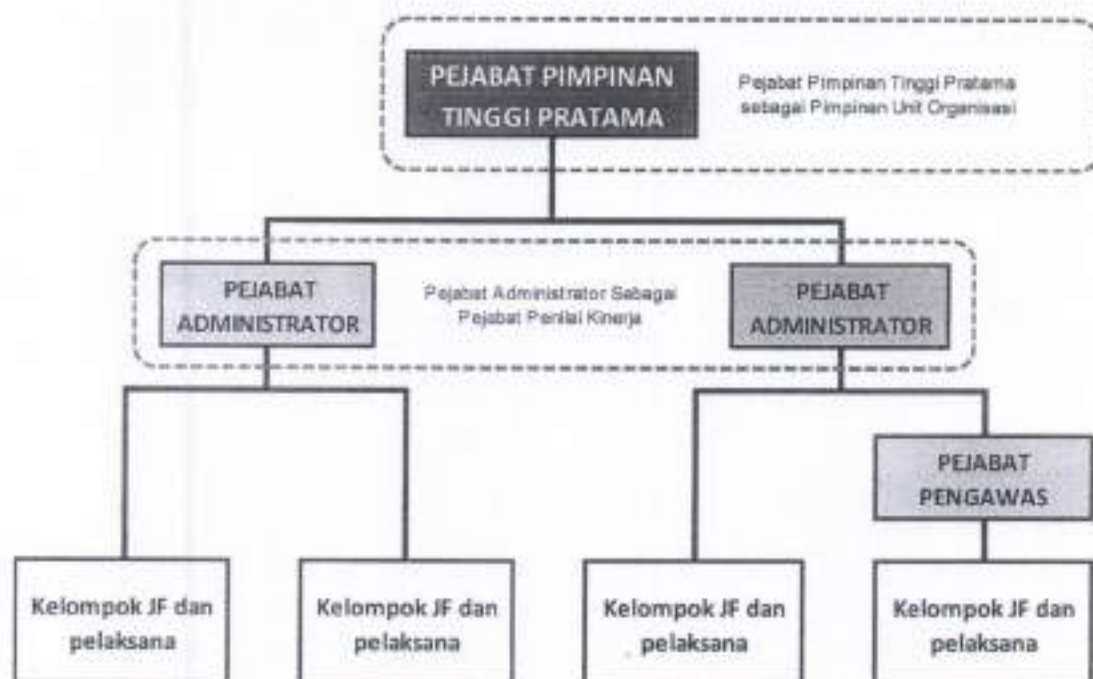 PEJABAT PIMPINAN
TINGGI PRATAMA
Pejabat Pimpinan Tinggi Pratama
sebagai Pimpinan Unit Organisasi
PEJABAT
ADMINISTRATOR
Pejabat Administrator Sebagai
Pejabat Penilai Kinerja
PEJABAT
ADMINISTRATOR
PEJABAT
PENGAWAS
Kelompok JF dan
pelaksana
Kelompok JF dan
pelaksana
Kelompok JF dan
pelaksana
Kelompok JF dan
pelaksana